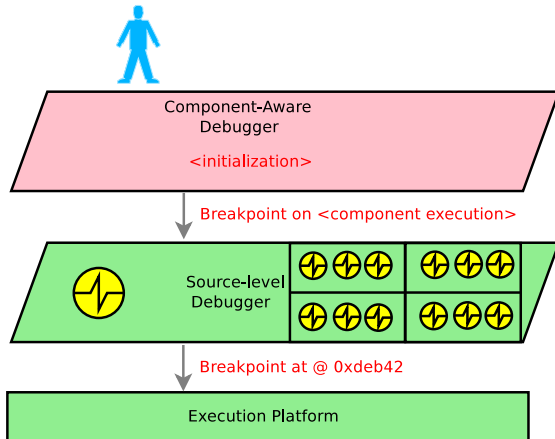 Component-Aware
Debugger
<initialization>
Breakpoint on <component execution>
Source-level
Debugger
Breakpoint at @ 0xdeb42
Execution Platform